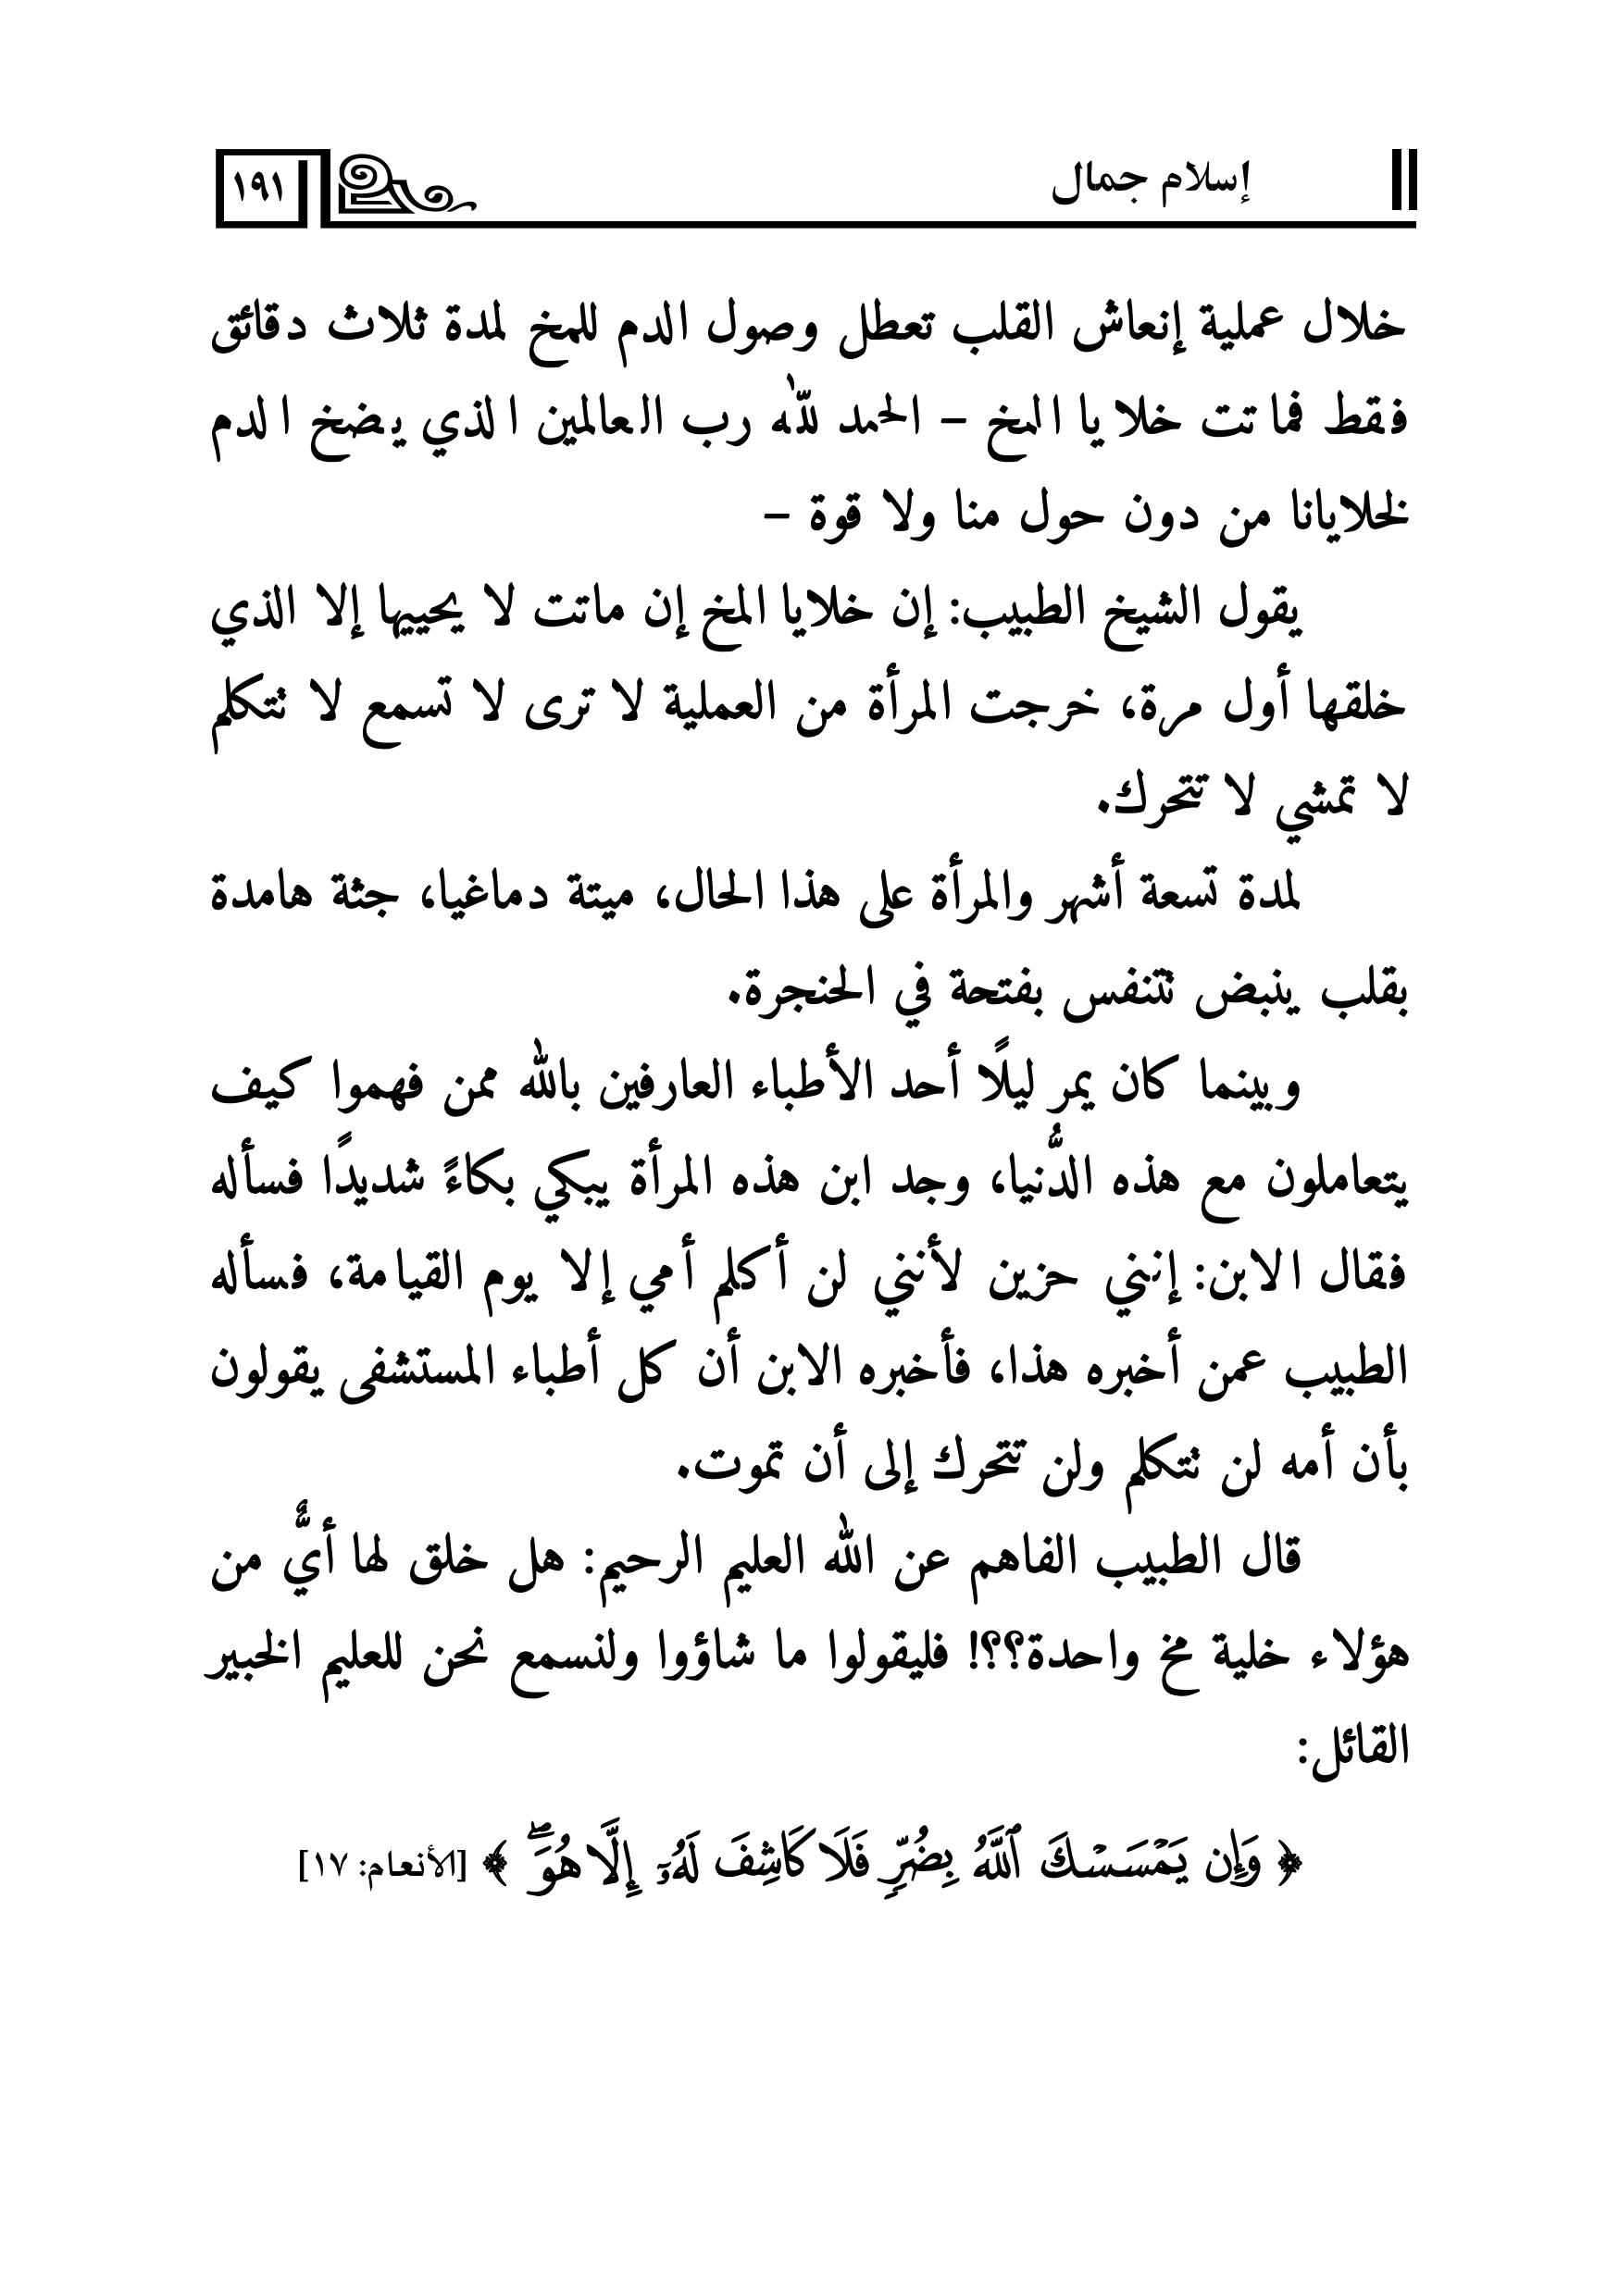 إسلام جمال
١٩١
خلال عملية إنعاش القلب تعطل وصول الدم للمخ لمدة ثلاث دقائق
فقط فماتت خلايا المخ – الحمد لله رب العالمين الذي يضخ الدم
لخلايانا من دون حول منا ولا قوة –
يقول الشيخ الطبيب: إن خلايا المخ إن ماتت لا يحييها إلا الذي
خلقها أول مرة، خرجت المرأة من العملية لا ترى لا تسمع لا تتكلم
لا تمشي لا تتحرك.
لمدة تسعة أشهر والمرأة على هذا الحال، ميتة دماغيا، جثة هامدة
بقلب ينبض تتنفس بفتحة في الحنجرة.
وبينما كان يمر ليلًا أحد الأطباء العارفين بالله ممن فهموا كيف
يتعاملون مع هذه الدُّنيا، وجد ابن هذه المرأة يبكي بكاءً شديدًا فسأله
فقال الابن: إنني حزين لأنني لن أكلم أمي إلا يوم القيامة، فسأله
الطبيب عمن أخبره هذا، فأخبره الابن أن كل أطباء المستشفى يقولون
بأن أمه لن تتكلم ولن تتحرك إلى أن تموت.
قال الطبيب الفاهم عن الله العليم الرحيم: هل خلق لها أيٌّ من
هؤلاء خلية مخ واحدة؟؟! فليقولوا ما شاؤوا ولنسمع نحن للعليم الخبير
القائل:
﴿ وَإِن يَمْسَسْكَ ٱللَّهُ بِضُرٍّ فَلَا كَاشِفَ لَهُۥٓ إِلَّا هُوَۖ ﴾ [الأنعام: ١٧]